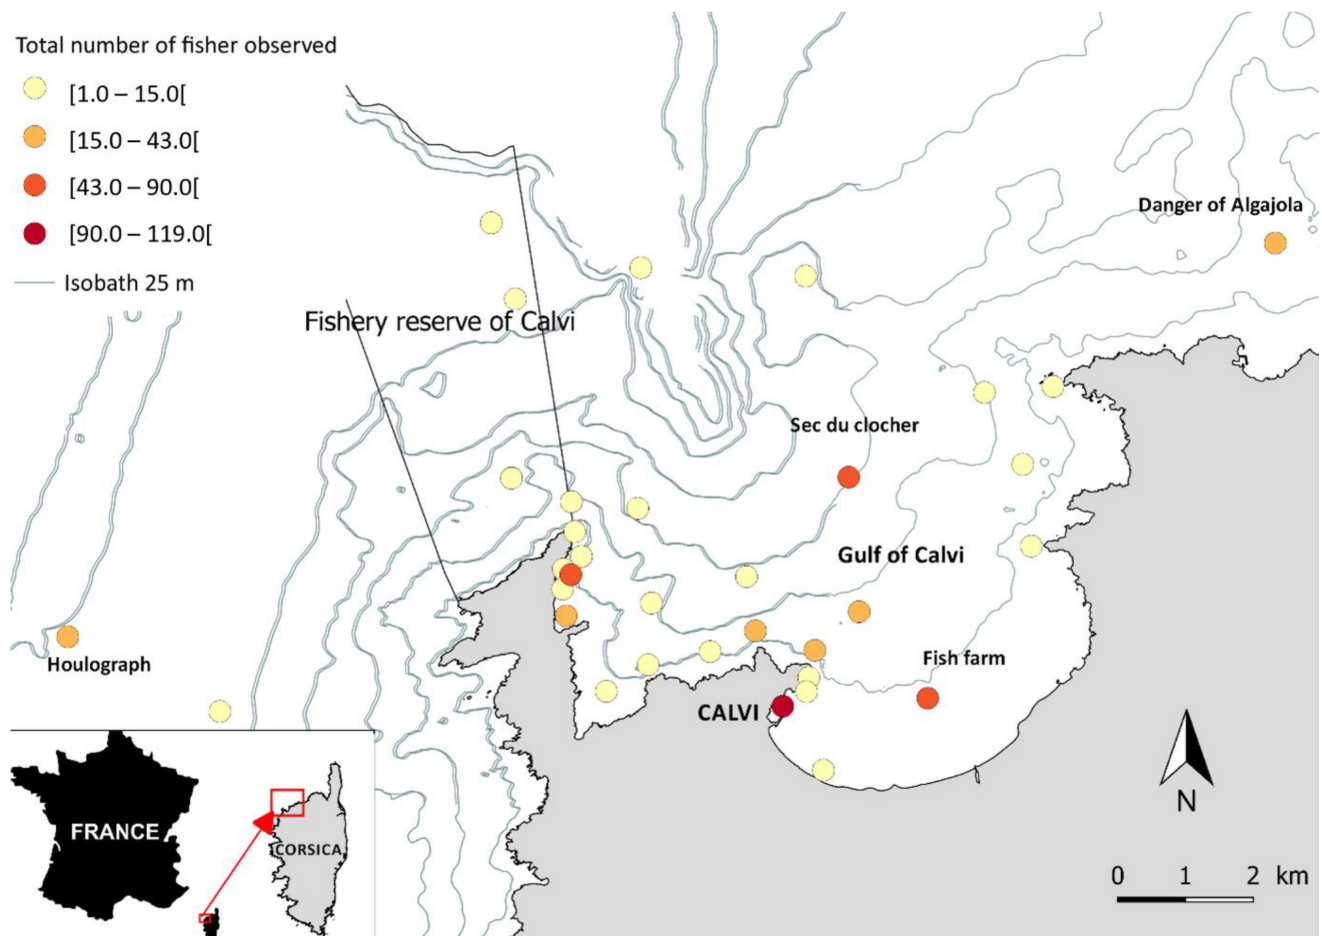 Total number of fisher observed
[1.0 – 15.0[
[15.0 – 43.0[
[43.0 – 90.0[
[90.0 – 119.0[
Isobath 25 m
Danger of Algajola
Fishery reserve of Calvi
Sec du clocher
Gulf of Calvi
Houlograph
Fish farm
CALVI
FRANCE
CORSICA
N
0 1 2 km